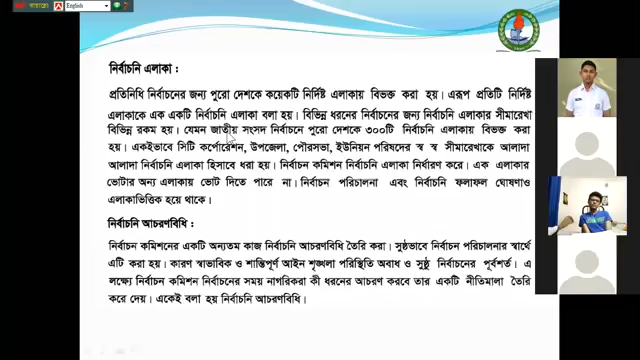 English
নির্বাচনি এলাকা :
প্রতিনিধি নির্বাচনের জন্য পুরো দেশকে কয়েকটি নির্দিষ্ট এলাকায় বিভক্ত করা হয়। এরূপ প্রতিটি নির্দিষ্ট
এলাকাকে এক একটি নির্বাচনি এলাকা বলা হয়। বিভিন্ন ধরনের নির্বাচনের জন্য নির্বাচনি এলাকার সীমারেখা
বিভিন্ন রকম হয়। যেমন জাতীয় সংসদ নির্বাচনে পুরো দেশকে ৩০০টি নির্বাচনি এলাকায় বিভক্ত করা
হয়। একইভাবে সিটি কর্পোরেশন, উপজেলা, পৌরসভা, ইউনিয়ন পরিষদের স্ব স্ব সীমারেখাকে আলাদা
আলাদা নির্বাচনি এলাকা হিসাবে ধরা হয়। নির্বাচন কমিশন নির্বাচনি এলাকা নির্ধারণ করে। এক এলাকার
ভোটার অন্য এলাকায় ভোট দিতে পারে না। নির্বাচন পরিচালনা এবং নির্বাচনি ফলাফল ঘোষণাও
এলাকাভিত্তিক হয়ে থাকে।
নির্বাচনি আচরণবিধি :
নির্বাচন কমিশনের একটি অন্যতম কাজ নির্বাচনি আচরণবিধি তৈরি করা। সুষ্ঠভাবে নির্বাচন পরিচালনার স্বার্থে
এটি করা হয়। কারণ স্বাভাবিক ও শান্তিপূর্ণ আইন শৃঙ্খলা পরিস্থিতি অবাধ ও সুষ্ঠু নির্বাচনের পূর্বশর্ত। এ
লক্ষ্যে নির্বাচন কমিশন নির্বাচনের সময় নাগরিকরা কী ধরনের আচরণ করবে তার একটি নীতিমালা তৈরি
করে দেয়। একেই বলা হয় নির্বাচনি আচরণবিধি।